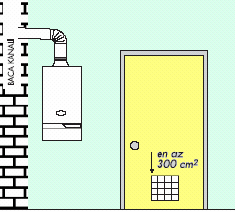 BACA KANALI
en az
300 cm²